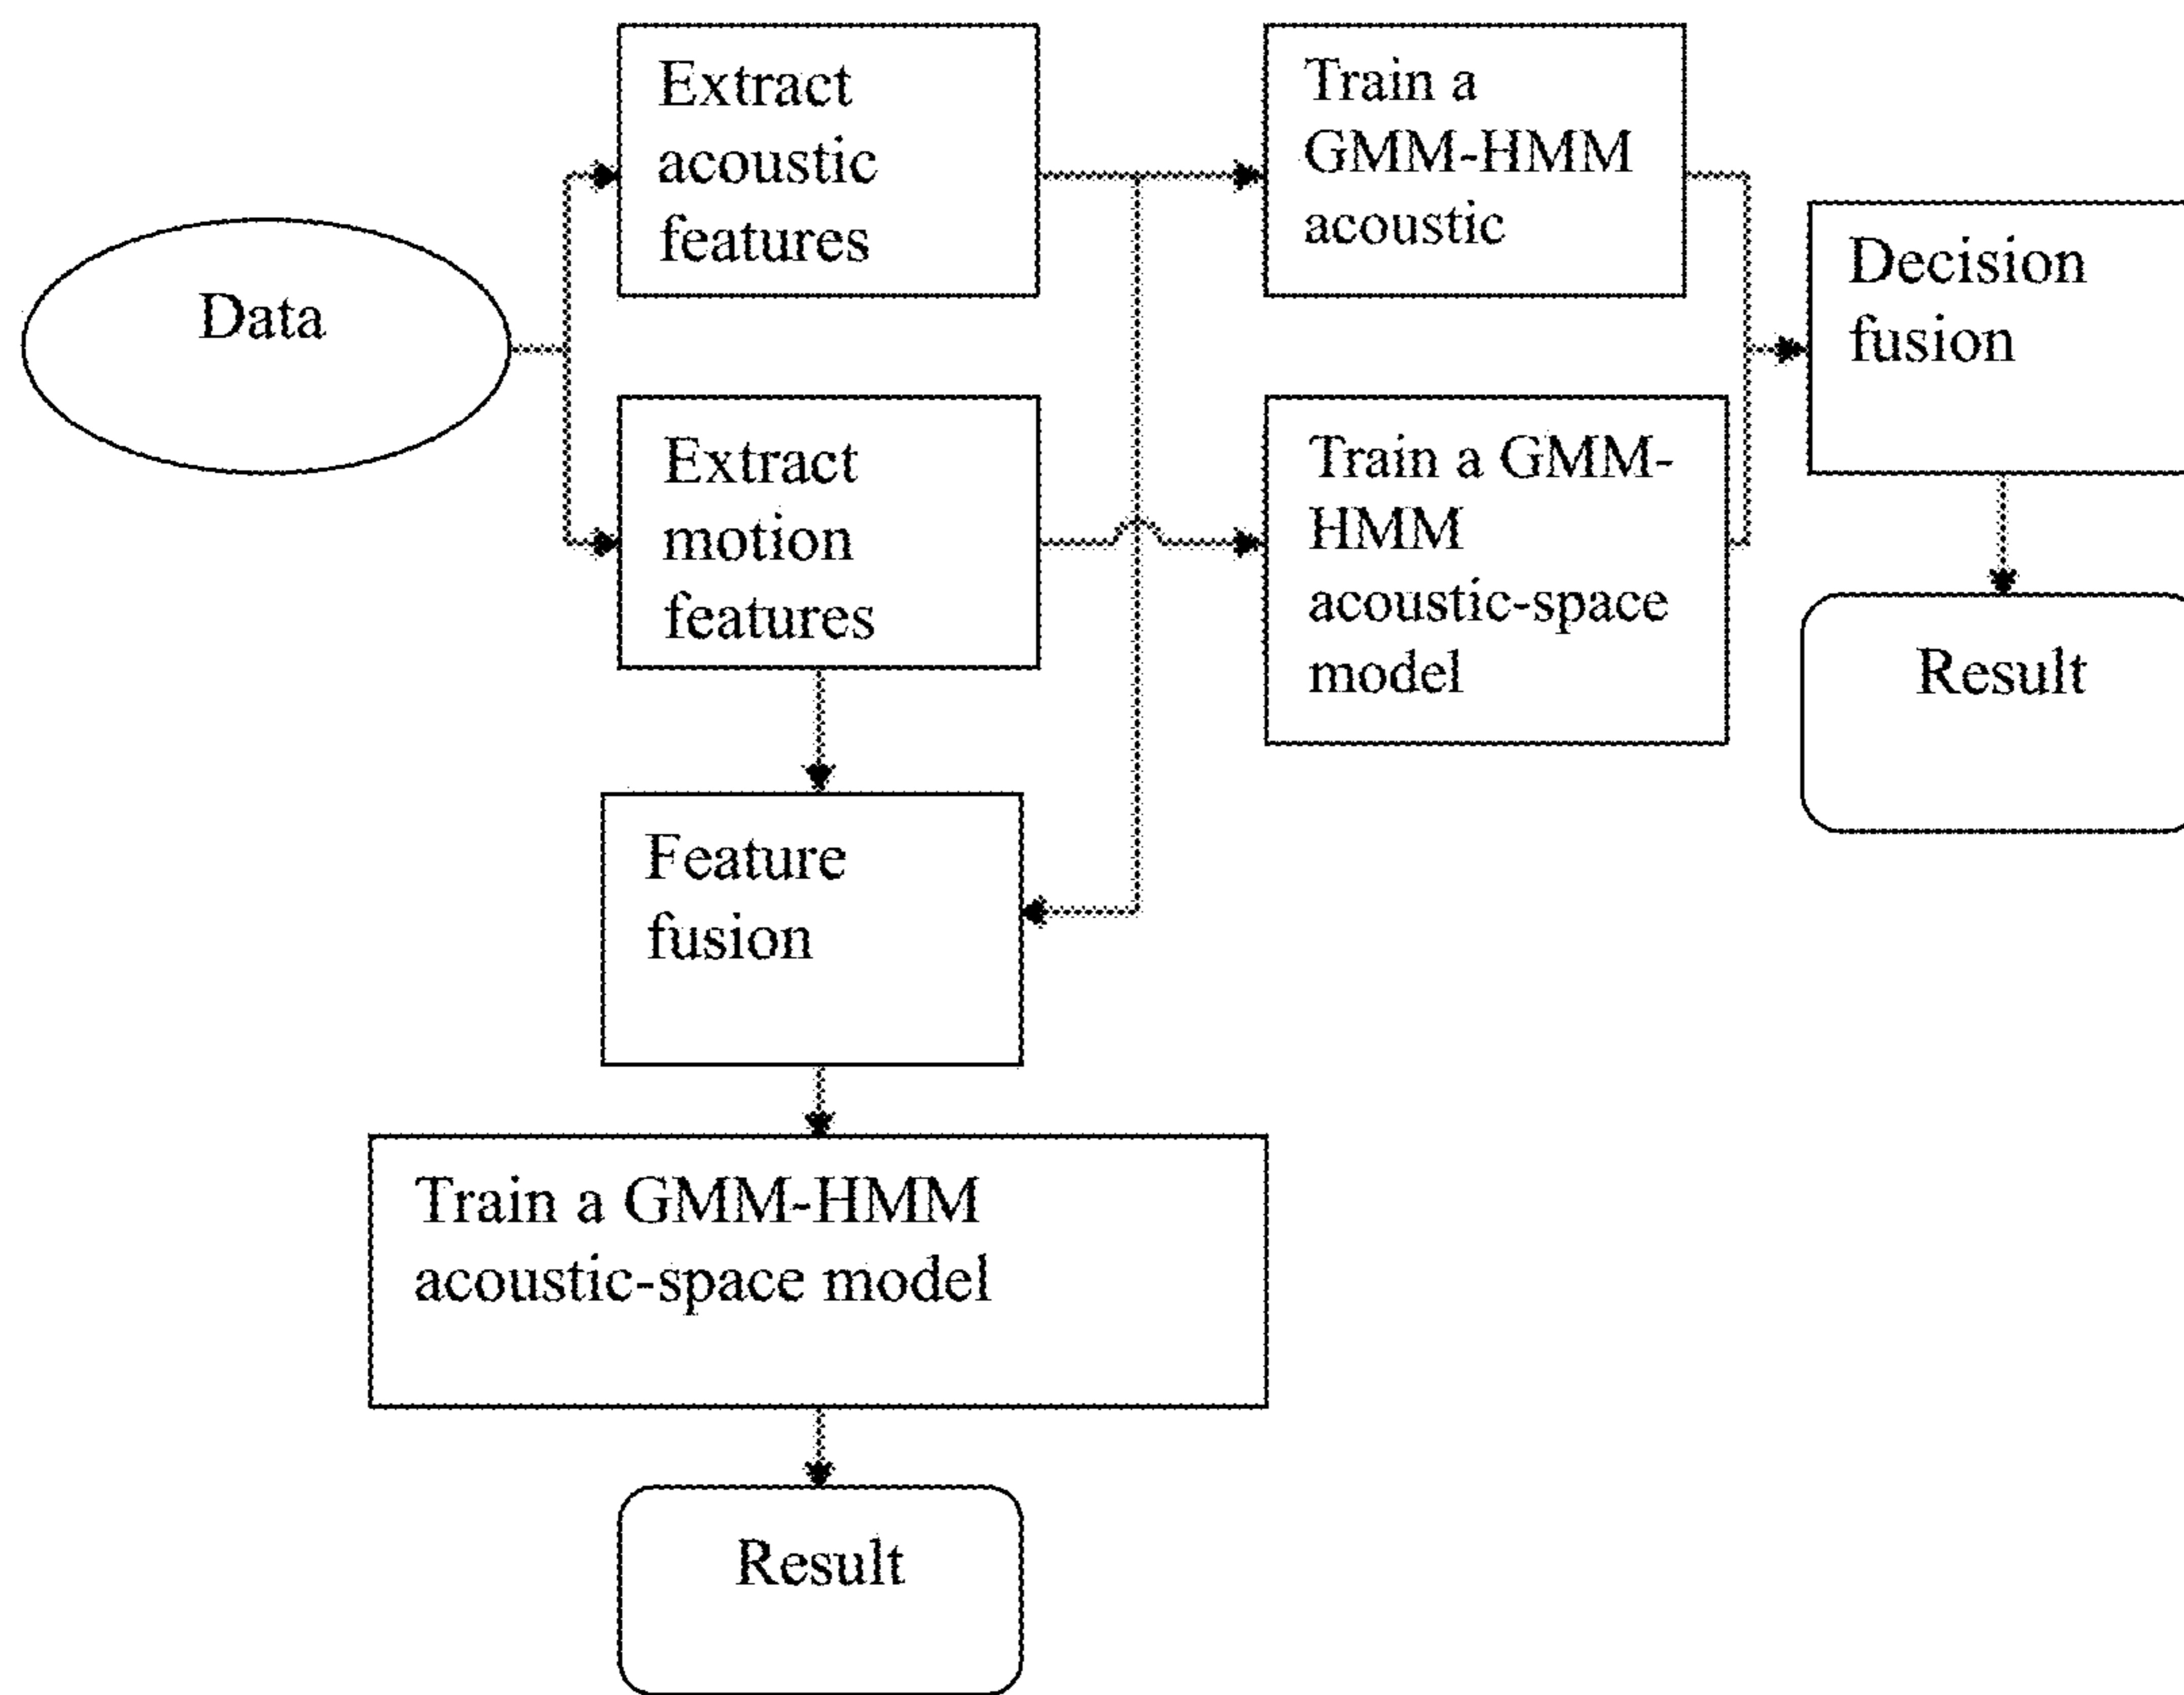 Data
Extract
acoustic
features
Extract
motion
features
Train a
GMM-HMM
acoustic
Train a GMM-
HMM
acoustic-space
model
Decision
fusion
Result
Feature
fusion
Train a GMM-HMM
acoustic-space model
Result